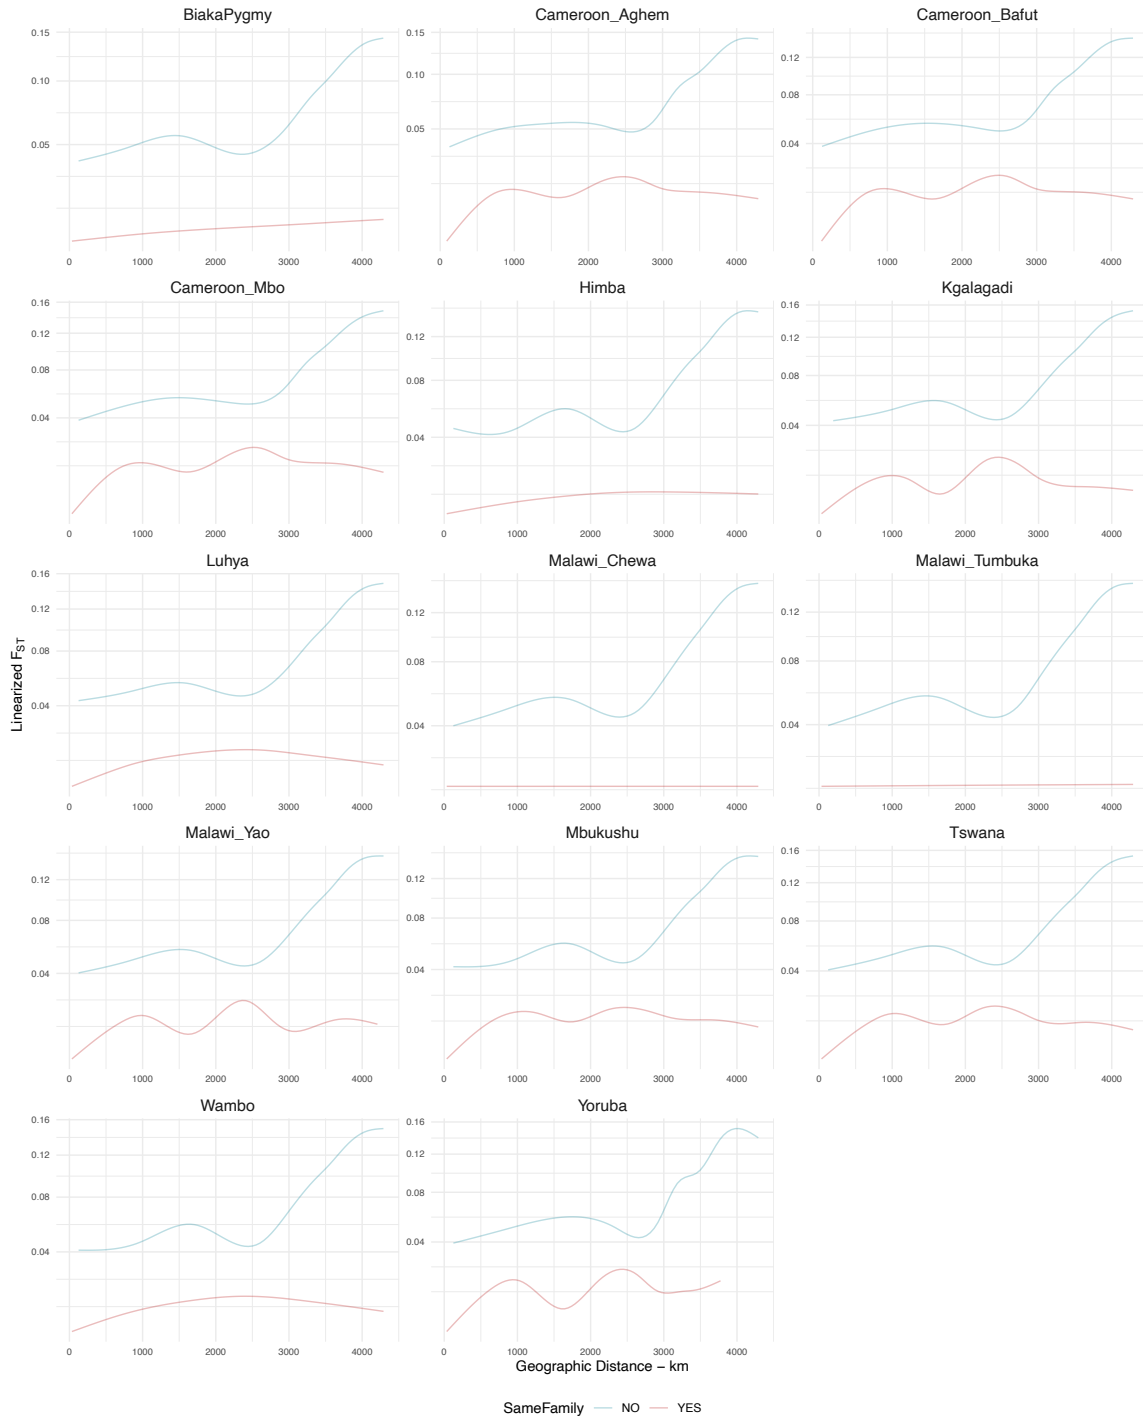 BiakaPygmy
Cameroon_Aghem
Cameroon_Bafut
0.15
0.10
0.05
0.15
0.10
0.05
0.12
0.08
0.04
0 1000 2000 3000 4000
0 1000 2000 3000 4000
0 1000 2000 3000 4000
Cameroon_Mbo
Himba
Kgalagadi
0.16
0.12
0.08
0.04
0.12
0.08
0.04
0.16
0.12
0.08
0.04
0 1000 2000 3000 4000
0 1000 2000 3000 4000
0 1000 2000 3000 4000
Luhya
Malawi_Chewa
Malawi_Tumbuka
0.16
0.12
0.08
0.04
0.12
0.08
0.04
0.12
0.08
0.04
0 1000 2000 3000 4000
0 1000 2000 3000 4000
0 1000 2000 3000 4000
Linearized FST
Malawi_Yao
Mbukushu
Tswana
0.12
0.08
0.04
0.12
0.08
0.04
0.16
0.12
0.08
0.04
0 1000 2000 3000 4000
0 1000 2000 3000 4000
0 1000 2000 3000 4000
Wambo
Yoruba
0.16
0.12
0.08
0.04
0.16
0.12
0.08
0.04
0 1000 2000 3000 4000
0 1000 2000 3000 4000
Geographic Distance − km
SameFamily NO YES